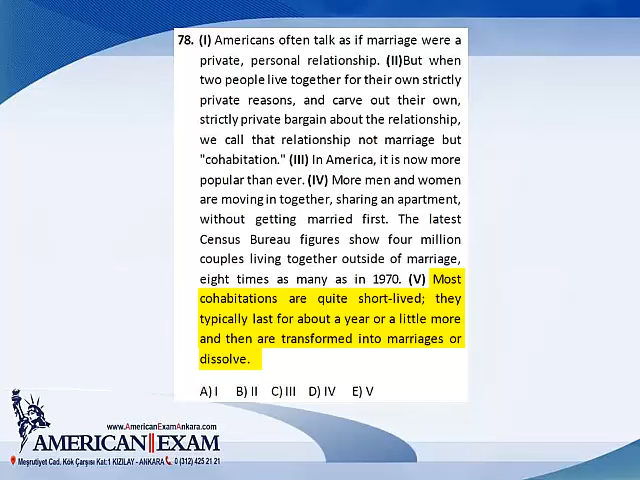 78. (I) Americans often talk as if marriage were a
private, personal relationship. (II)But when
two people live together for their own strictly
private reasons, and carve out their own,
strictly private bargain about the relationship,
we call that relationship not marriage but
"cohabitation." (III) In America, it is now more
popular than ever. (IV) More men and women
are moving in together, sharing an apartment,
without getting married first. The latest
Census Bureau figures show four million
couples living together outside of marriage,
eight times as many as in 1970. (V) Most
cohabitations are quite short-lived; they
typically last for about a year or a little more
and then are transformed into marriages or
dissolve.
A) I B) II C) III D) IV E) V
www.AmericanExamAnkara.com
AMERICAN EXAM
Meşrutiyet Cad. Kök Çarşısı Kat:1 KIZILAY - ANKARA 0 (312) 425 21 21